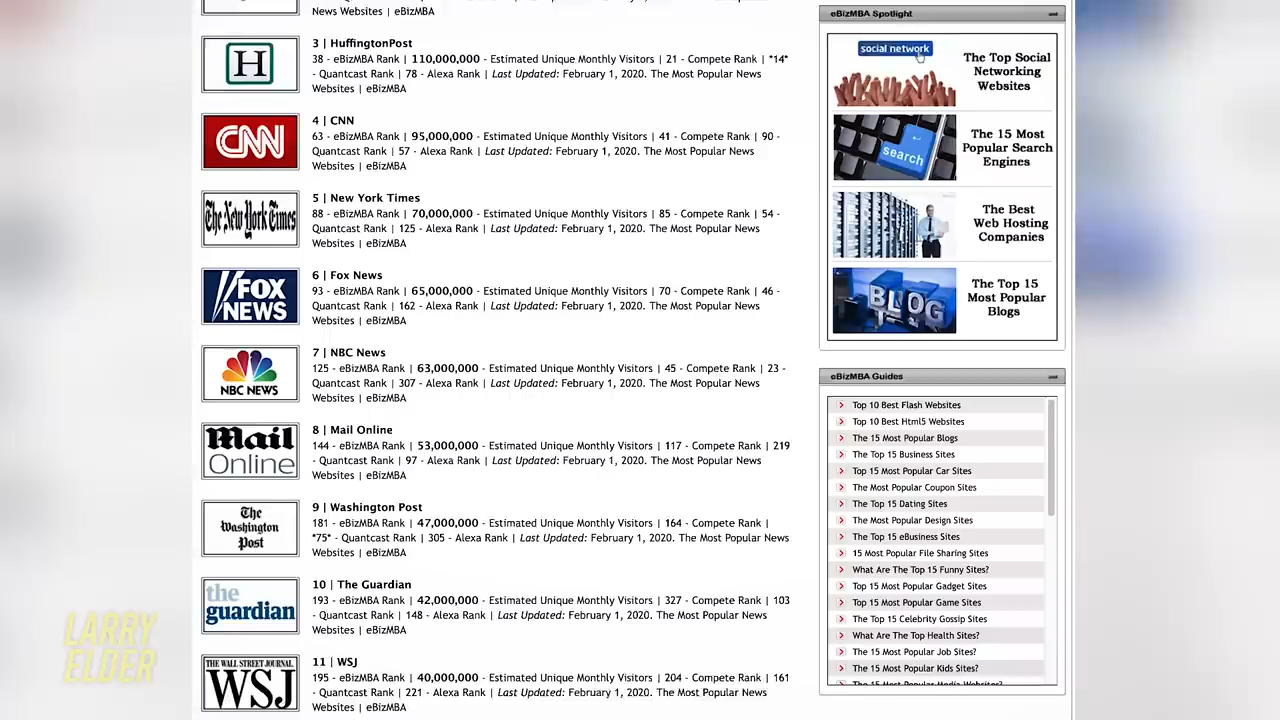 News Websites | eBizMBA
H
3 | HuffingtonPost
38 - eBizMBA Rank | 110,000,000 - Estimated Unique Monthly Visitors | 21 - Compete Rank | *14*
- Quantcast Rank | 78 - Alexa Rank | Last Updated: February 1, 2020. The Most Popular News
Websites | eBizMBA
CNN
4 | CNN
63 - eBizMBA Rank | 95,000,000 - Estimated Unique Monthly Visitors | 41 - Compete Rank | 90 -
Quantcast Rank | 57 - Alexa Rank | Last Updated: February 1, 2020. The Most Popular News
Websites | eBizMBA
The New York Times
5 | New York Times
88 - eBizMBA Rank | 70,000,000 - Estimated Unique Monthly Visitors | 85 - Compete Rank | 54 -
Quantcast Rank | 125 - Alexa Rank | Last Updated: February 1, 2020. The Most Popular News
Websites | eBizMBA
FOX
NEWS
6 | Fox News
93 - eBizMBA Rank | 65,000,000 - Estimated Unique Monthly Visitors | 70 - Compete Rank | 46 -
Quantcast Rank | 162 - Alexa Rank | Last Updated: February 1, 2020. The Most Popular News
Websites | eBizMBA
NBC NEWS
7 | NBC News
125 - eBizMBA Rank | 63,000,000 - Estimated Unique Monthly Visitors | 45 - Compete Rank | 23 -
Quantcast Rank | 307 - Alexa Rank | Last Updated: February 1, 2020. The Most Popular News
Websites | eBizMBA
Mail
Online
8 | Mail Online
144 - eBizMBA Rank | 53,000,000 - Estimated Unique Monthly Visitors | 117 - Compete Rank | 219
- Quantcast Rank | 97 - Alexa Rank | Last Updated: February 1, 2020. The Most Popular News
Websites | eBizMBA
The
Washington
Post
9 | Washington Post
181 - eBizMBA Rank | 47,000,000 - Estimated Unique Monthly Visitors | 164 - Compete Rank |
*75* - Quantcast Rank | 305 - Alexa Rank | Last Updated: February 1, 2020. The Most Popular News
Websites | eBizMBA
the
guardian
10 | The Guardian
193 - eBizMBA Rank | 42,000,000 - Estimated Unique Monthly Visitors | 327 - Compete Rank | 103
- Quantcast Rank | 148 - Alexa Rank | Last Updated: February 1, 2020. The Most Popular News
Websites | eBizMBA
THE WALL STREET JOURNAL
WSJ
11 | WSJ
195 - eBizMBA Rank | 40,000,000 - Estimated Unique Monthly Visitors | 204 - Compete Rank | 161
- Quantcast Rank | 221 - Alexa Rank | Last Updated: February 1, 2020. The Most Popular News
Websites | eBizMBA
eBizMBA Spotlight
social network
The Top Social
Networking
Websites
search
The 15 Most
Popular Search
Engines
The Best
Web Hosting
Companies
BLOG
The Top 15
Most Popular
Blogs
eBizMBA Guides
Top 10 Best Flash Websites
Top 10 Best Html5 Websites
The 15 Most Popular Blogs
The Top 15 Business Sites
Top 15 Most Popular Car Sites
The Most Popular Coupon Sites
The Top 15 Dating Sites
The Most Popular Design Sites
The Top 15 eBusiness Sites
15 Most Popular File Sharing Sites
What Are The Top 15 Funny Sites?
Top 15 Most Popular Gadget Sites
Top 15 Most Popular Game Sites
The Top 15 Celebrity Gossip Sites
What Are The Top Health Sites?
The 15 Most Popular Job Sites?
The 15 Most Popular Kids Sites?
The 15 Most Popular Media Websites?
LARRY
ELDER